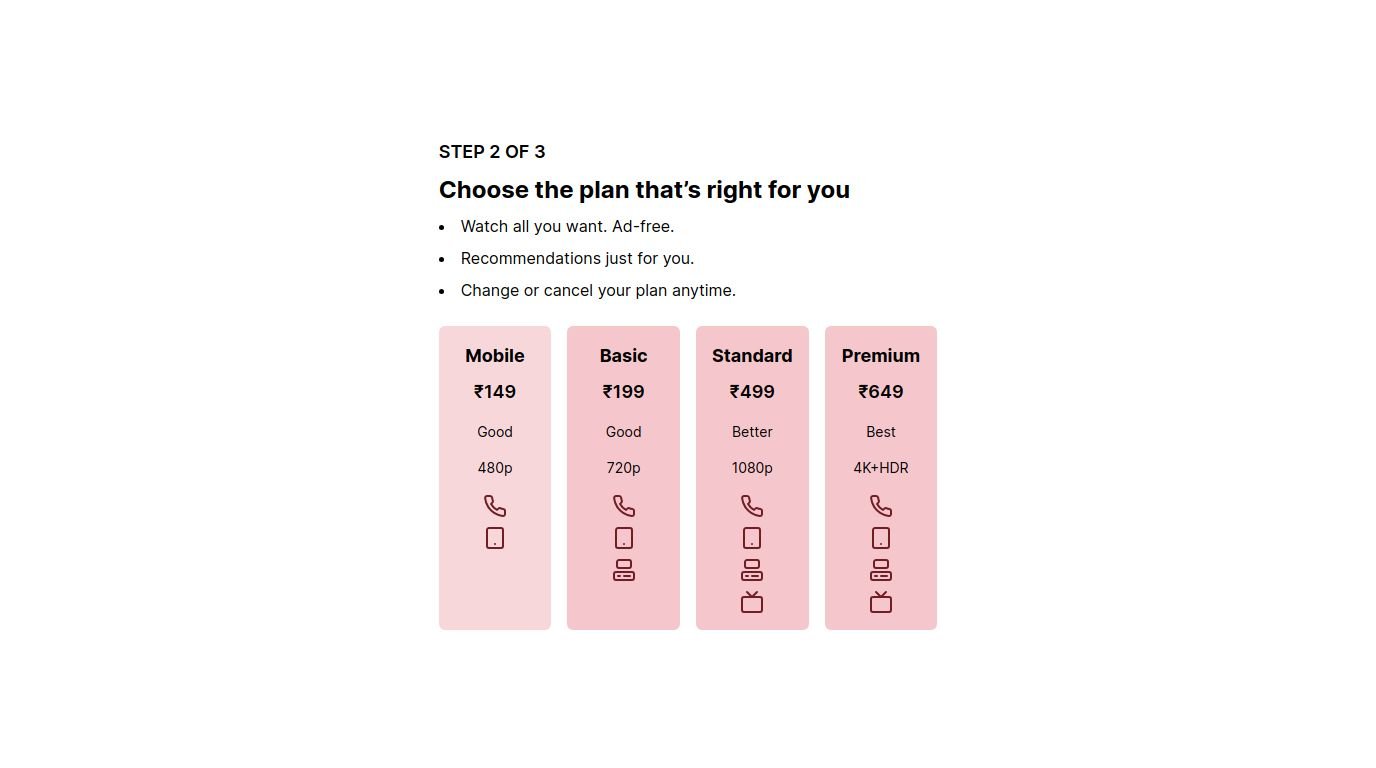 STEP 2 OF 3
Choose the plan that’s right for you
Watch all you want. Ad-free.
Recommendations just for you.
Change or cancel your plan anytime.
Mobile
₹149
Good
480p
Basic
₹199
Good
720p
Standard
₹499
Better
1080p
Premium
₹649
Best
4K+HDR